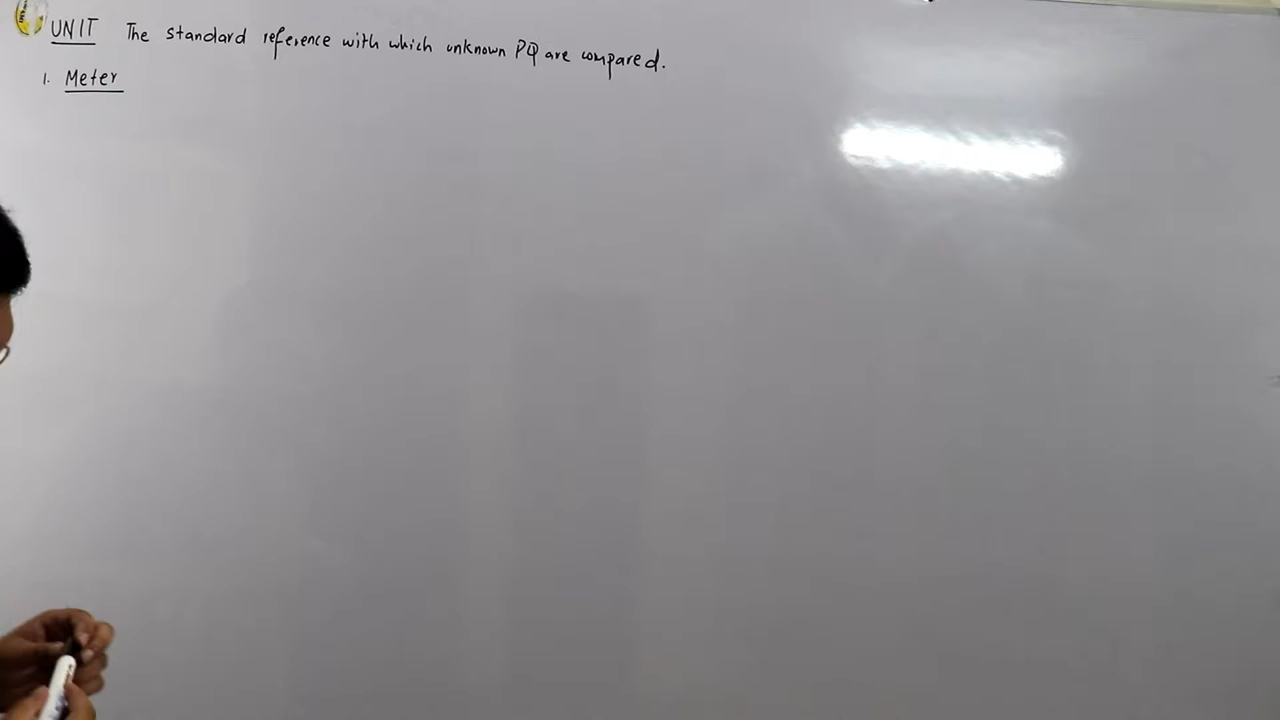 UNIT The standard reference with which unknown PQ are compared.
1. Meter